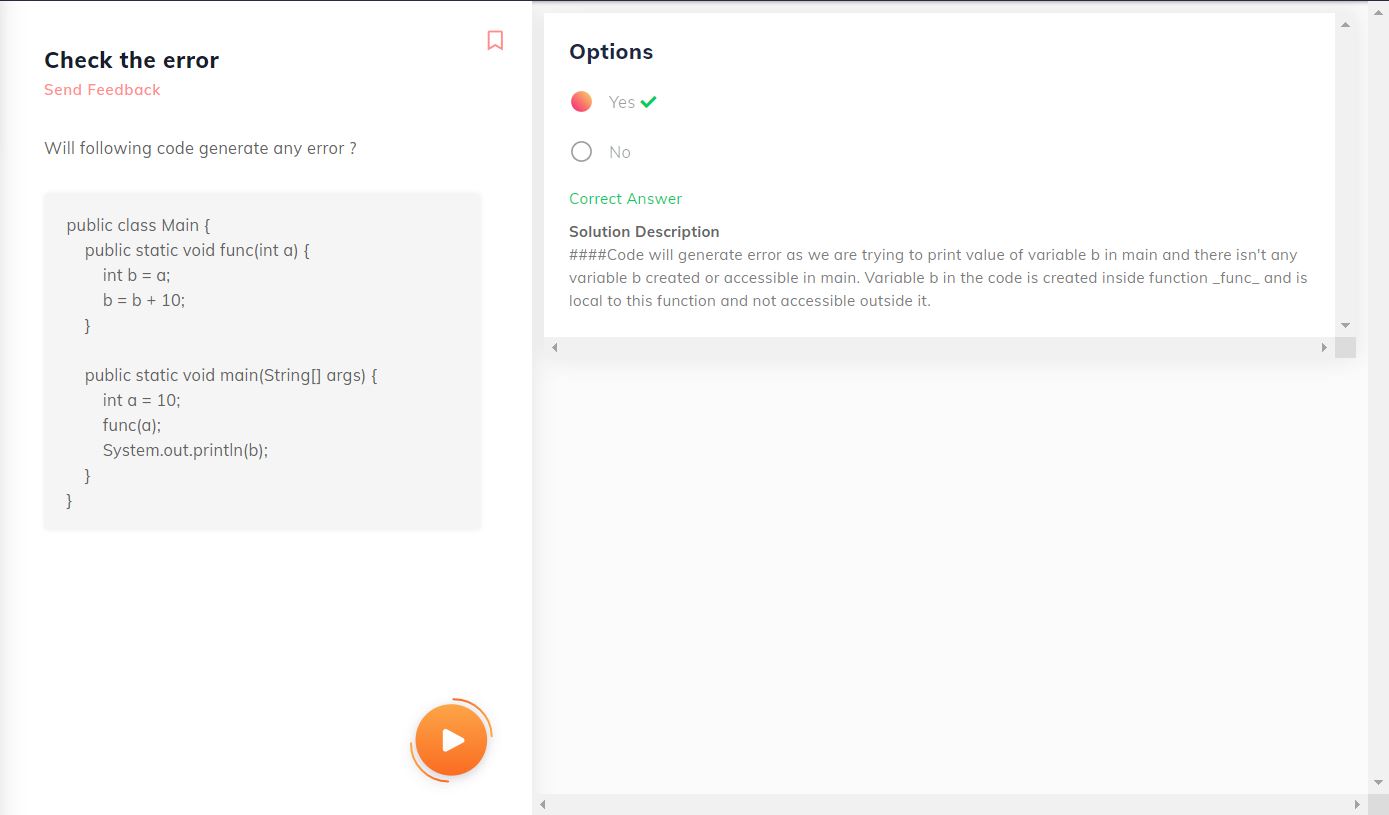 Check the error
Send Feedback
Will following code generate any error ?
public class Main {
    public static void func(int a) {
        int b = a;
        b = b + 10;
    }
    public static void main(String[] args) {
        int a = 10;
        func(a);
        System.out.println(b);
    }
}
Options
Yes
No
Correct Answer
Solution Description
####Code will generate error as we are trying to print value of variable b in main and there isn't any
variable b created or accessible in main. Variable b in the code is created inside function _func_ and is
local to this function and not accessible outside it.